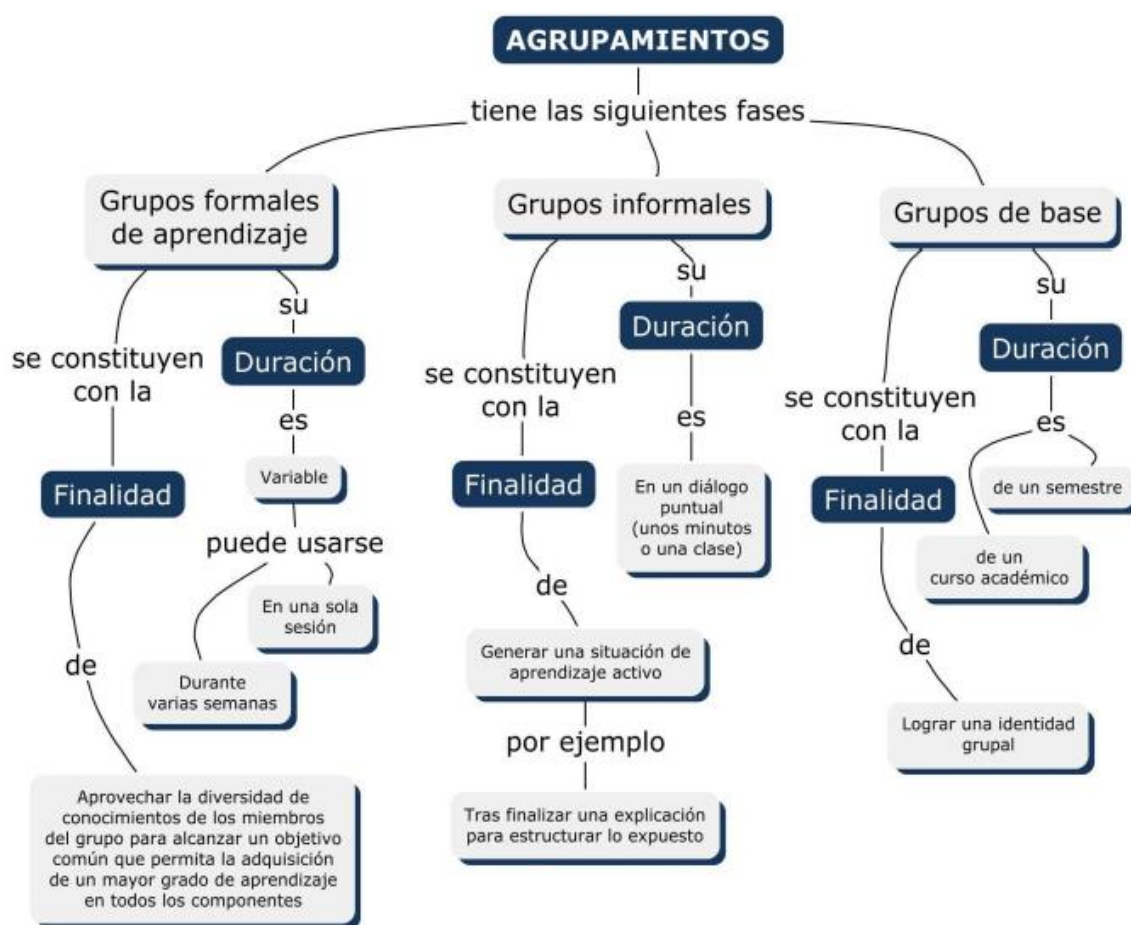 AGRUPAMIENTOS
tiene las siguientes fases
Grupos formales
de aprendizaje
se constituyen
con la
Finalidad
de
Aprovechar la diversidad de
conocimientos de los miembros
del grupo para alcanzar un objetivo
común que permita la adquisición
de un mayor grado de aprendizaje
en todos los componentes
su
Duración
es
Variable
puede usarse
Durante
varias semanas
En una sola
sesión
Grupos informales
se constituyen
con la
Finalidad
de
Generar una situación de
aprendizaje activo
por ejemplo
Tras finalizar una explicación
para estructurar lo expuesto
su
Duración
es
En un diálogo
puntual
(unos minutos
o una clase)
Grupos de base
se constituyen
con la
Finalidad
de
Lograr una identidad
grupal
su
Duración
es
de un
curso académico
de un semestre